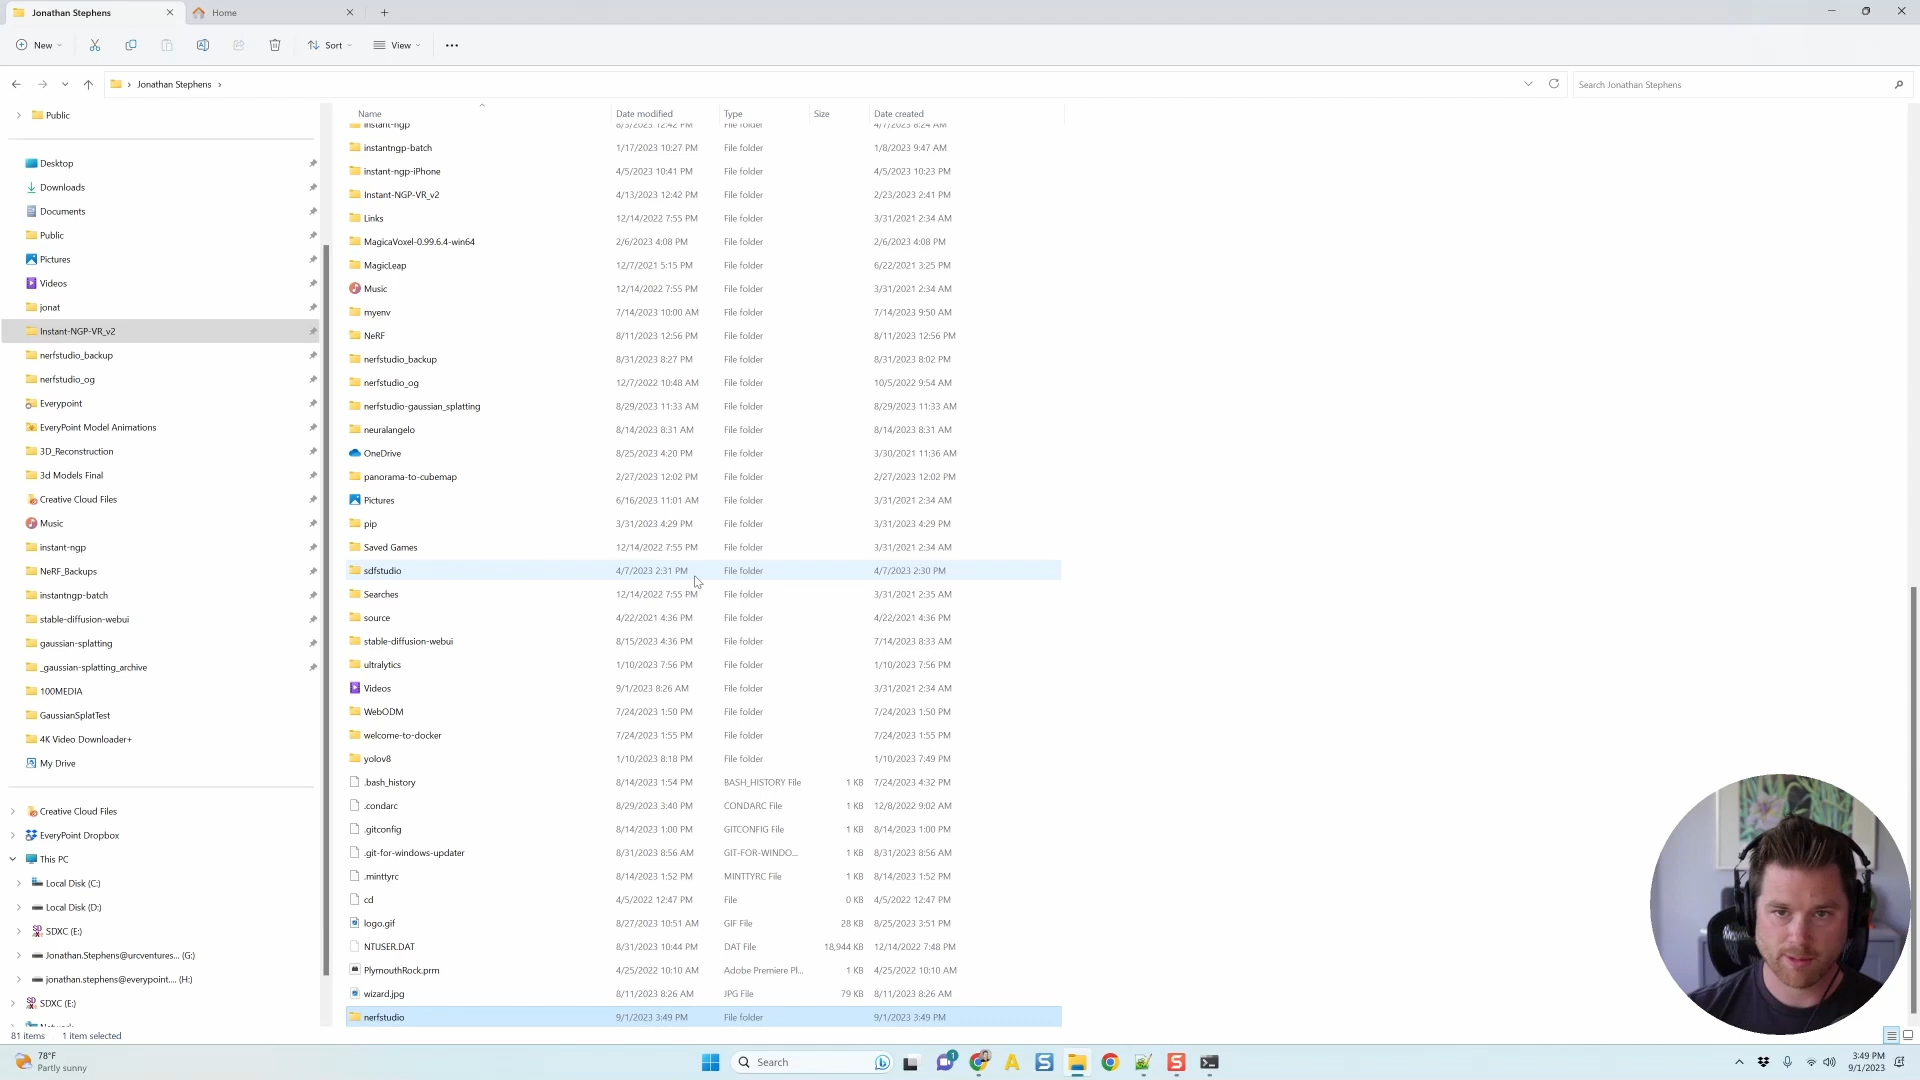 Jonathan Stephens
Home
New
Sort
View
Jonathan Stephens
Search Jonathan Stephens
Public
Desktop
Downloads
Documents
Public
Pictures
Videos
jonat
Instant-NGP-VR_v2
nerfstudio_backup
nerfstudio_og
Everypoint
EveryPoint Model Animations
3D_Reconstruction
3d Models Final
Creative Cloud Files
Music
instant-ngp
NeRF_Backups
instantngp-batch
stable-diffusion-webui
gaussian-splatting
_gaussian-splatting_archive
100MEDIA
GaussianSplatTest
4K Video Downloader+
My Drive
Creative Cloud Files
EveryPoint Dropbox
This PC
Local Disk (C:)
Local Disk (D:)
SDXC (E:)
Jonathan.Stephens@urcventures... (G:)
jonathan.stephens@everypoint.... (H:)
SDXC (E:)
Network
Name Date modified Type Size Date created
instant-ngp 8/3/2023 12:42 PM File folder 4/7/2023 8:24 AM
instantngp-batch 1/17/2023 10:27 PM File folder 1/8/2023 9:47 AM
instant-ngp-iPhone 4/5/2023 10:41 PM File folder 4/5/2023 10:23 PM
Instant-NGP-VR_v2 4/13/2023 12:42 PM File folder 2/23/2023 2:41 PM
Links 12/14/2022 7:55 PM File folder 3/31/2021 2:34 AM
MagicaVoxel-0.99.6.4-win64 2/6/2023 4:08 PM File folder 2/6/2023 4:08 PM
MagicLeap 12/7/2021 5:15 PM File folder 6/22/2021 3:25 PM
Music 12/14/2022 7:55 PM File folder 3/31/2021 2:34 AM
myenv 7/14/2023 10:00 AM File folder 7/14/2023 9:50 AM
NeRF 8/11/2023 12:56 PM File folder 8/11/2023 12:56 PM
nerfstudio_backup 8/31/2023 8:27 PM File folder 8/31/2023 8:02 PM
nerfstudio_og 12/7/2022 10:48 AM File folder 10/5/2022 9:54 AM
nerfstudio-gaussian_splatting 8/29/2023 11:33 AM File folder 8/29/2023 11:33 AM
neuralangelo 8/14/2023 8:31 AM File folder 8/14/2023 8:31 AM
OneDrive 8/25/2023 4:20 PM File folder 3/30/2021 11:36 AM
panorama-to-cubemap 2/27/2023 12:02 PM File folder 2/27/2023 12:02 PM
Pictures 6/16/2023 11:01 AM File folder 3/31/2021 2:34 AM
pip 3/31/2023 4:29 PM File folder 3/31/2023 4:29 PM
Saved Games 12/14/2022 7:55 PM File folder 3/31/2021 2:34 AM
sdfstudio 4/7/2023 2:31 PM File folder 4/7/2023 2:30 PM
Searches 12/14/2022 7:55 PM File folder 3/31/2021 2:35 AM
source 4/22/2021 4:36 PM File folder 4/22/2021 4:36 PM
stable-diffusion-webui 8/15/2023 4:36 PM File folder 7/14/2023 8:33 AM
ultralytics 1/10/2023 7:56 PM File folder 1/10/2023 7:56 PM
Videos 9/1/2023 8:26 AM File folder 3/31/2021 2:34 AM
WebODM 7/24/2023 1:50 PM File folder 7/24/2023 1:50 PM
welcome-to-docker 7/24/2023 1:55 PM File folder 7/24/2023 1:55 PM
yolov8 1/10/2023 8:18 PM File folder 1/10/2023 7:49 PM
.bash_history 8/14/2023 1:54 PM BASH_HISTORY File 1 KB 7/24/2023 4:32 PM
.condarc 8/29/2023 3:40 PM CONDARC File 1 KB 12/8/2022 9:02 AM
.gitconfig 8/14/2023 1:00 PM GITCONFIG File 1 KB 8/14/2023 1:00 PM
.git-for-windows-updater 8/31/2023 8:56 AM GIT-FOR-WINDO... 1 KB 8/31/2023 8:56 AM
.minttyrc 8/14/2023 1:52 PM MINTTYRC File 1 KB 8/14/2023 1:52 PM
cd 4/5/2022 12:47 PM File 0 KB 4/5/2022 12:47 PM
logo.gif 8/27/2023 10:51 AM GIF File 28 KB 8/25/2023 3:51 PM
NTUSER.DAT 8/31/2023 10:44 PM DAT File 18,944 KB 12/14/2022 7:48 PM
PlymouthRock.prm 4/25/2022 10:10 AM Adobe Premiere Pl... 1 KB 4/25/2022 10:10 AM
wizard.jpg 8/11/2023 8:26 AM JPG File 79 KB 8/11/2023 8:26 AM
nerfstudio 9/1/2023 3:49 PM File folder 9/1/2023 3:49 PM
81 items 1 item selected
78°F
Partly sunny
Search
1
3:49 PM
9/1/2023